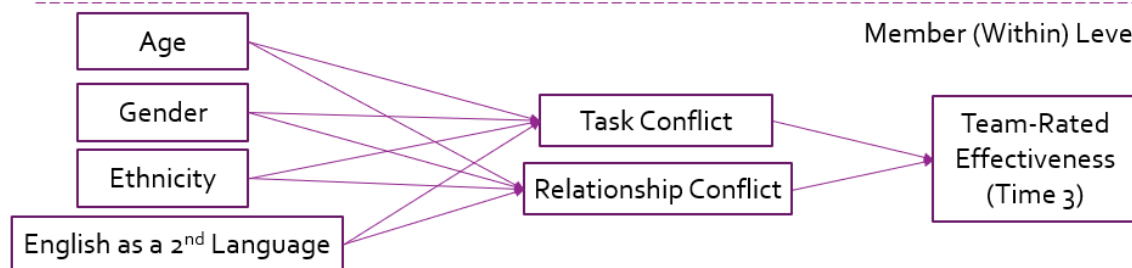 Member (Within) Leve
Age
Gender
Ethnicity
English as a 2nd Language
Task Conflict
Relationship Conflict
Team-Rated
Effectiveness
(Time 3)